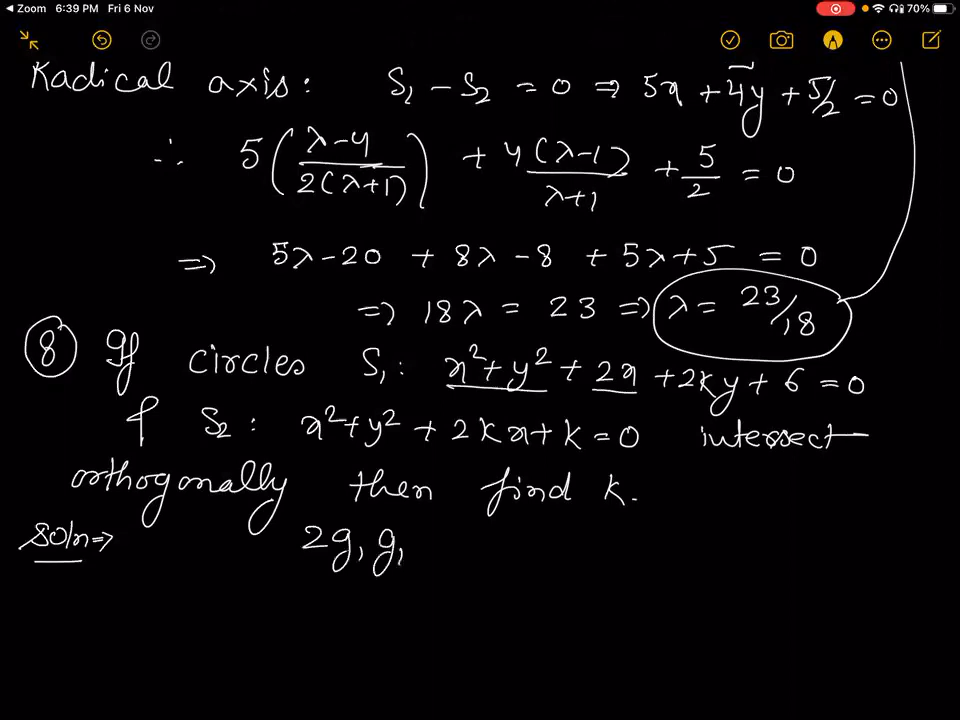 Zoom 6:39 PM Fri 6 Nov 70%
Radical axis: S₁ - S₂ = 0 ⇒ 5x + 4y + 5/2 = 0
∴ 5((λ-4)/(2(λ+1))) + 4(λ-1)/(λ+1) + 5/2 = 0
⇒ 5λ-20 + 8λ-8 + 5λ+5 = 0
⇒ 18λ = 23 ⇒ λ = 23/18
(8) If circles S₁: x²+y² + 2x + 2ky + 6 = 0
& S₂: x²+y² + 2kx + k = 0 intersect
orthogonally then find k.
Soln ⇒ 2g₁g₁